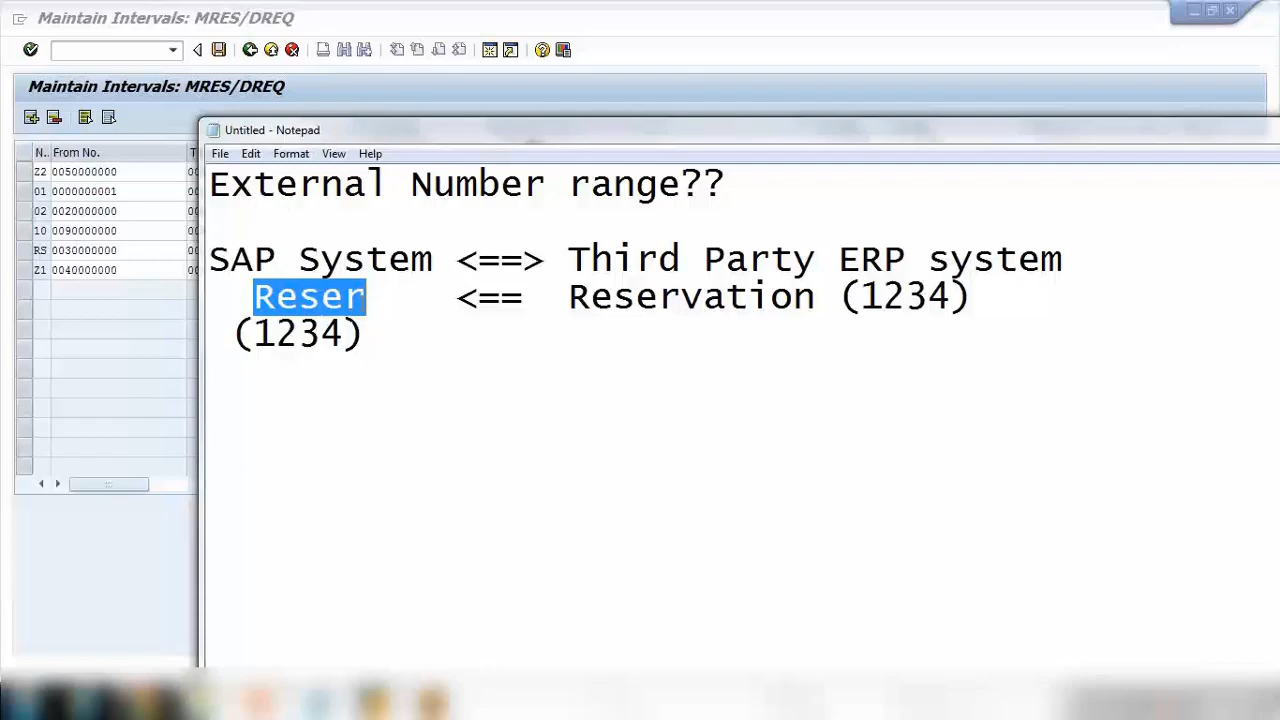 Maintain Intervals: MRES/DREQ
Maintain Intervals: MRES/DREQ
N.. From No.
Z2 0050000000
01 0000000001
02 0020000000
10 0090000000
RS 0030000000
Z1 0040000000
Untitled - Notepad
File Edit Format View Help
External Number range??
SAP System <==> Third Party ERP system
Reser <== Reservation (1234)
(1234)